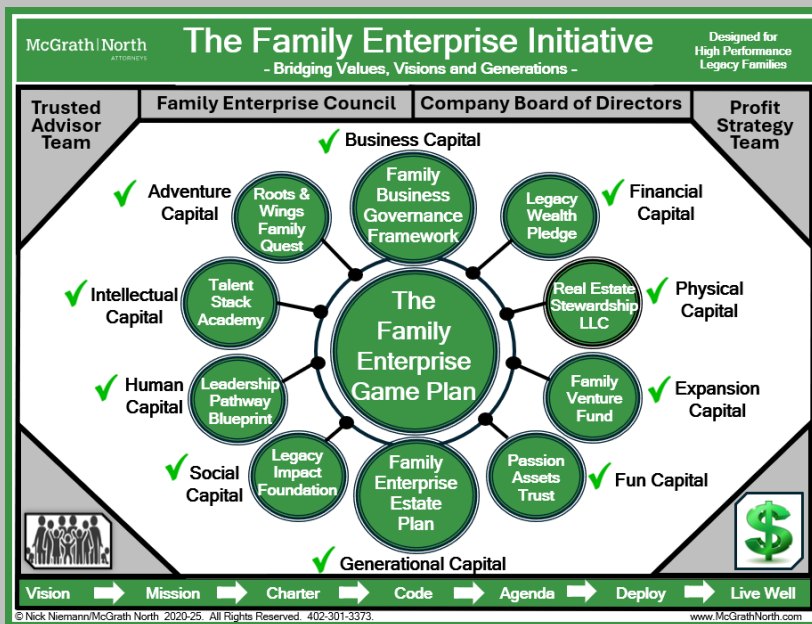 McGrath|North
ATTORNEYS
The Family Enterprise Initiative
- Bridging Values, Visions and Generations -
Designed for
High Performance
Legacy Families
Trusted
Advisor
Team
Family Enterprise Council
Company Board of Directors
Profit
Strategy
Team
Business Capital
Family
Business
Governance
Framework
Adventure
Capital
Roots &
Wings
Family
Quest
Legacy
Wealth
Pledge
Financial
Capital
Intellectual
Capital
Talent
Stack
Academy
The
Family
Enterprise
Game Plan
Real Estate
Stewardship
LLC
Physical
Capital
Human
Capital
Leadership
Pathway
Blueprint
Family
Venture
Fund
Expansion
Capital
Social
Capital
Legacy
Impact
Foundation
Family
Enterprise
Estate
Plan
Passion
Assets
Trust
Fun Capital
Generational Capital
Vision Mission Charter Code Agenda Deploy Live Well
© Nick Niemann/McGrath North 2020-25. All Rights Reserved. 402-301-3373.
www.McGrathNorth.com